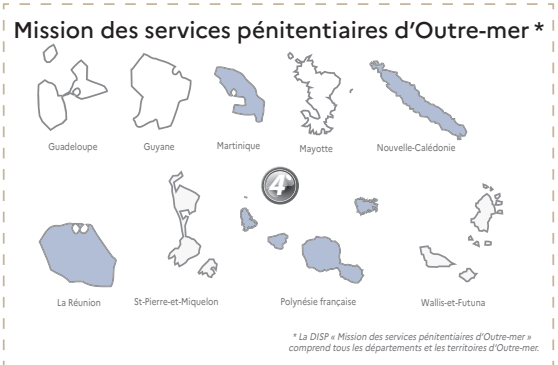 Mission des services pénitentiaires d’Outre-mer *
Guadeloupe
Guyane
Martinique
Mayotte
Nouvelle-Calédonie
4
La Réunion
St-Pierre-et-Miquelon
Polynésie française
Wallis-et-Futuna
* La DISP « Mission des services pénitentiaires d’Outre-mer »
comprend tous les départements et les territoires d’Outre-mer.